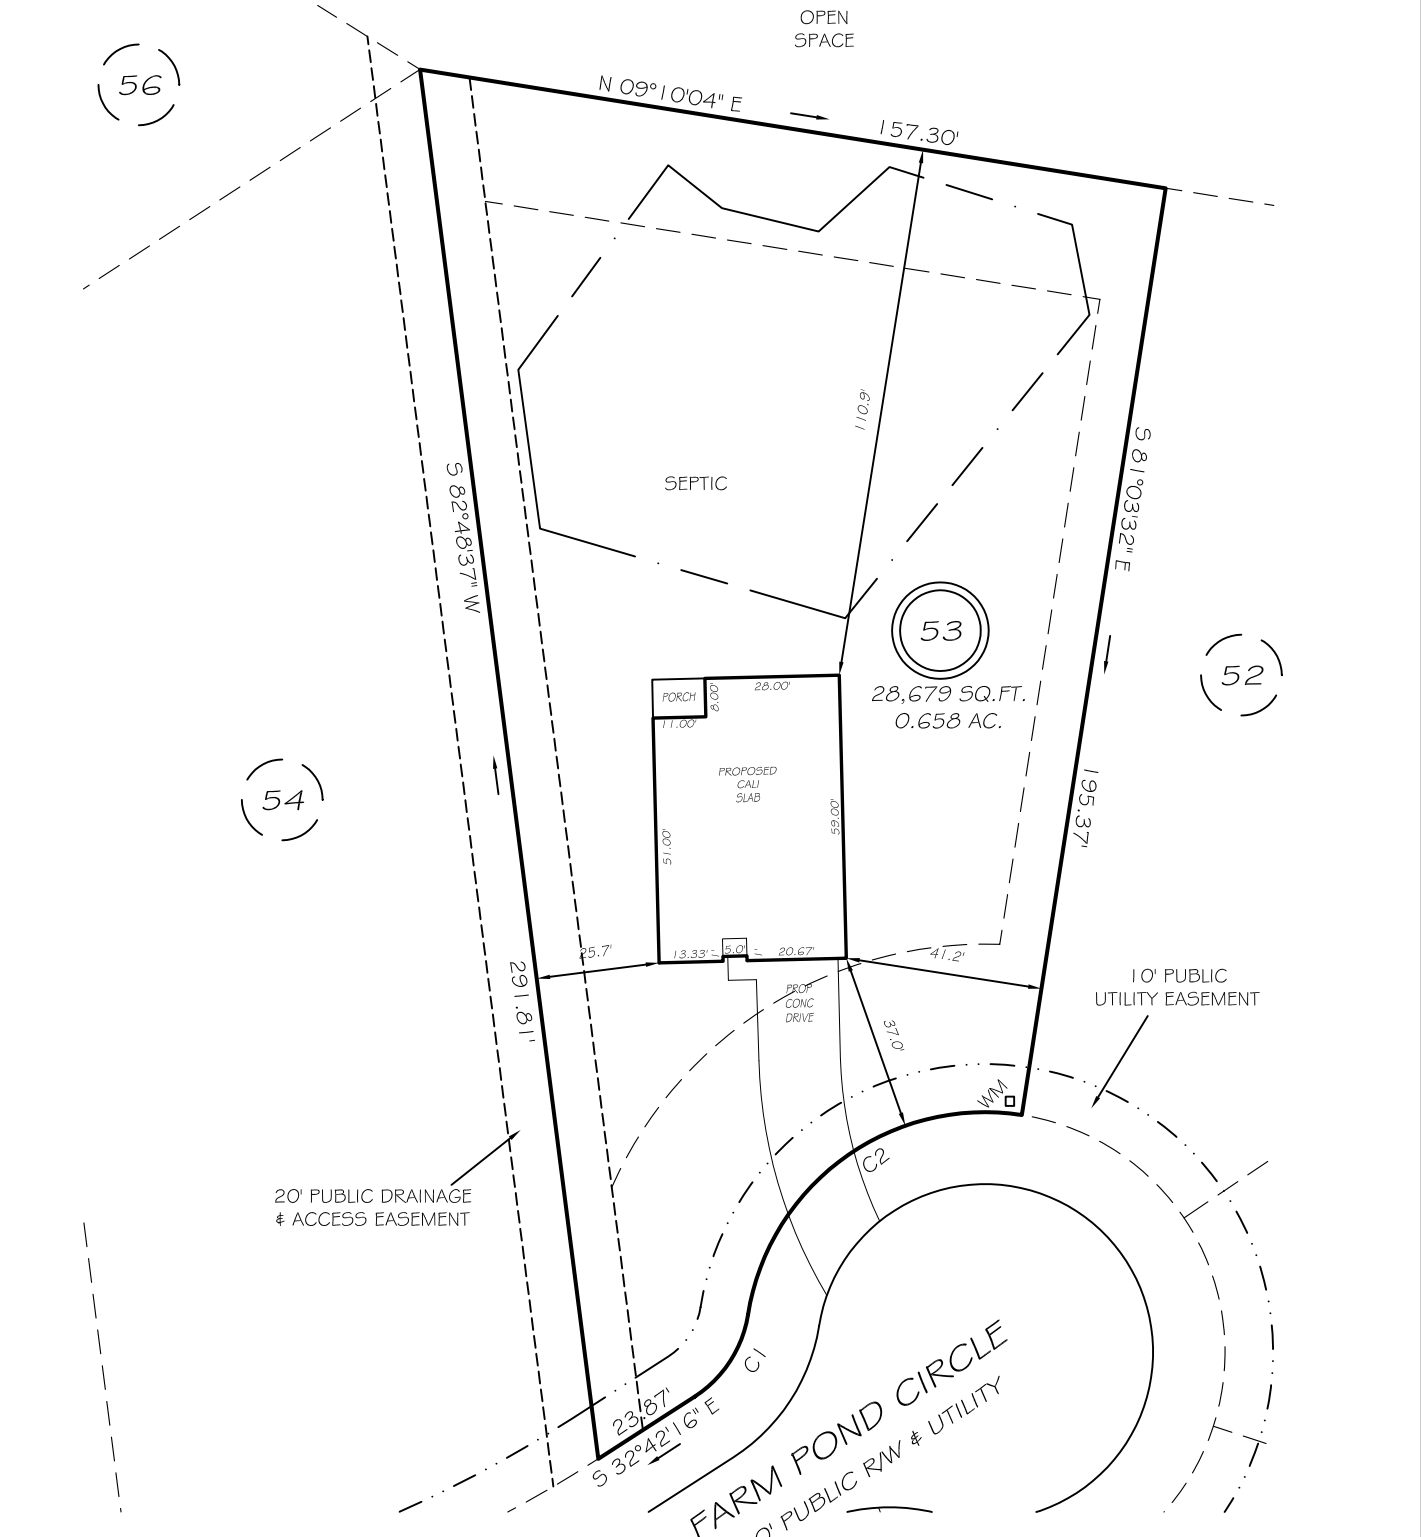 OPEN
SPACE
56
N 09°10'04" E
157.30'
110.9'
S 81°03'32" E
S 82°48'37" W
SEPTIC
53
28,679 SQ.FT.
0.658 AC.
52
28.00'
PORCH
8.00'
11.00'
PROPOSED
CALI
SLAB
54
59.00'
51.00'
195.37'
25.7'
13.33'
5.0'
20.67'
41.2'
291.81'
PROP
CONC
DRIVE
37.0'
10' PUBLIC
UTILITY EASEMENT
WM
C2
20' PUBLIC DRAINAGE
& ACCESS EASEMENT
C1
23.87'
S 32°42'16" E
FARM POND CIRCLE
0' PUBLIC R/W & UTILITY